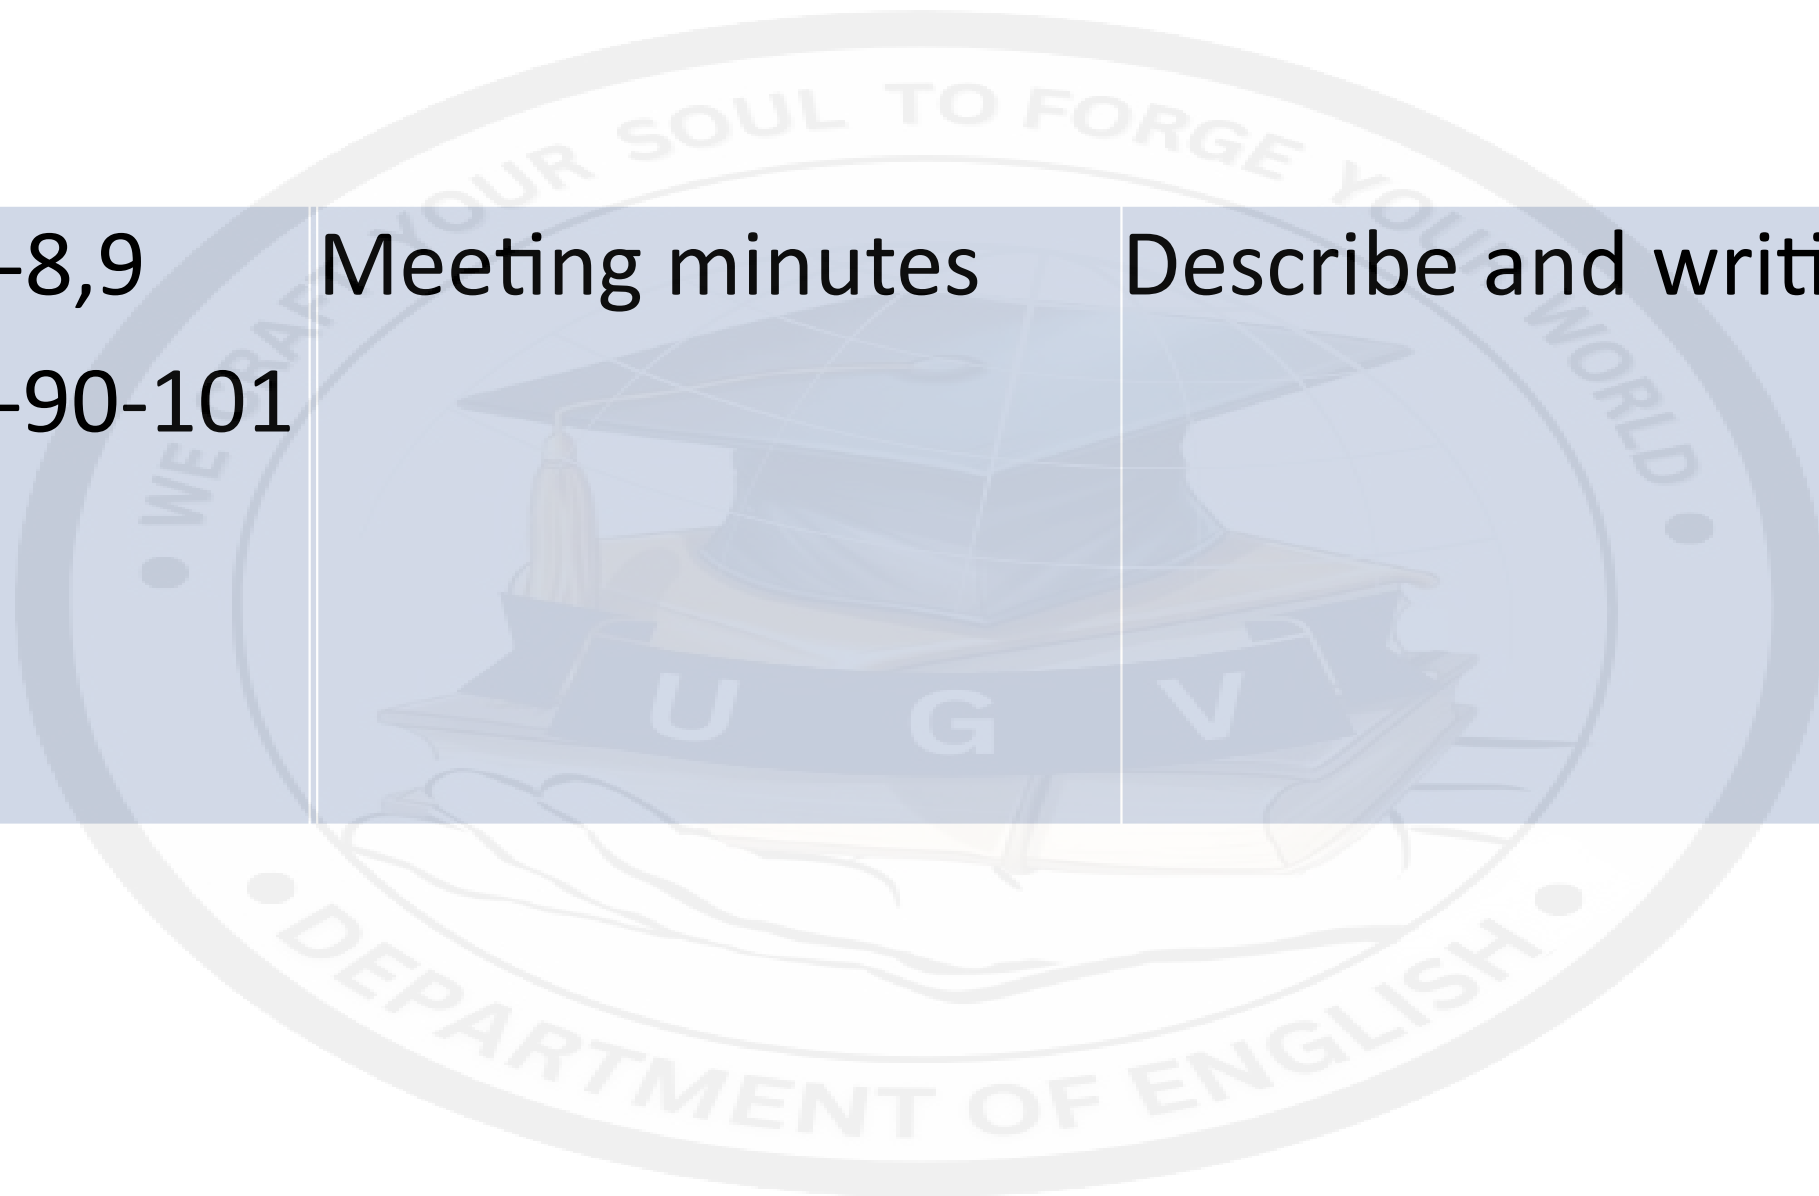 -8,9 Meeting minutes Describe and writi
-90-101
WE CRAFT YOUR SOUL TO FORGE YOUR WORLD
U G V
DEPARTMENT OF ENGLISH